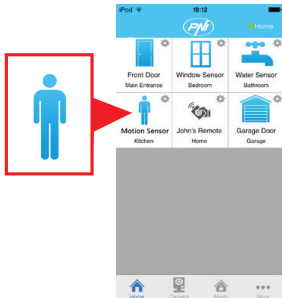 iPod 19:12
PNI Home
Front Door Window Sensor Water Sensor
Main Entrance Bedroom Bathroom
Motion Sensor John's Remote Garage Door
Kitchen Home Garage
Home Camera Alarm More